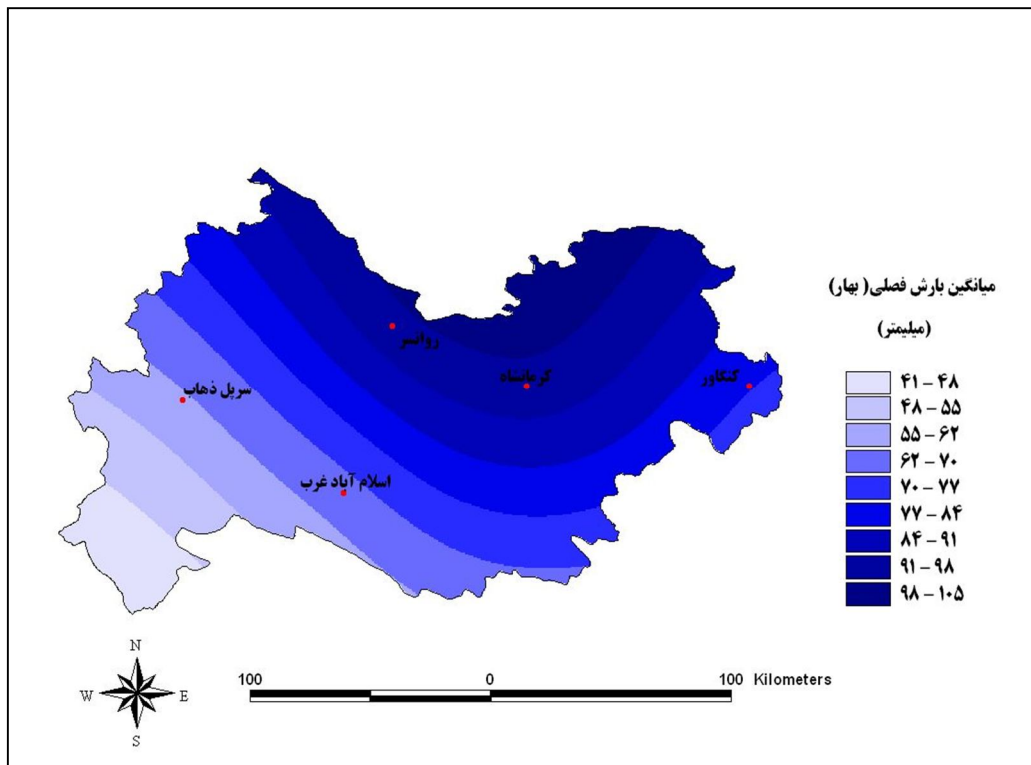 روانسر
کرمانشاه
کنگاور
سرپل ذهاب
اسلام آباد غرب
میانگین بارش فصلی( بهار)
(میلیمتر)
۴۱ – ۴۸
۴۸ – ۵۵
۵۵ – ۶۲
۶۲ – ۷۰
۷۰ – ۷۷
۷۷ – ۸۴
۸۴ – ۹۱
۹۱ – ۹۸
۹۸ – ۱۰۵
N
W E
S
100 0 100 Kilometers